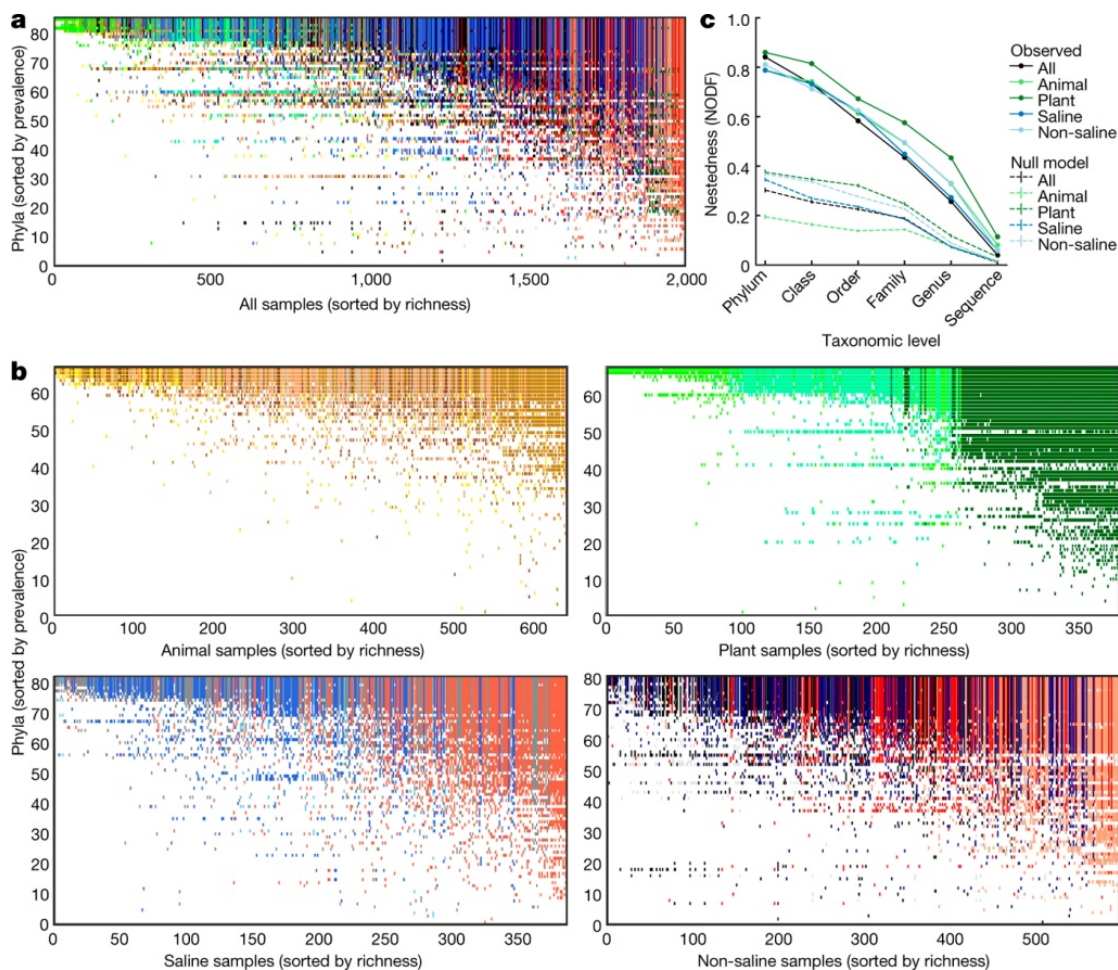 a
Phyla (sorted by prevalence)
80
70
60
50
40
30
20
10
0
0 500 1,000 1,500 2,000
All samples (sorted by richness)
c
Nestedness (NODF)
1.0
0.8
0.6
0.4
0.2
0
Phylum Class Order Family Genus Sequence
Taxonomic level
Observed
All
Animal
Plant
Saline
Non-saline
Null model
All
Animal
Plant
Saline
Non-saline
b
Phyla (sorted by prevalence)
60
50
40
30
20
10
0
0 100 200 300 400 500 600
Animal samples (sorted by richness)
60
50
40
30
20
10
0
0 50 100 150 200 250 300 350
Plant samples (sorted by richness)
80
70
60
50
40
30
20
10
0
0 50 100 150 200 250 300 350
Saline samples (sorted by richness)
80
70
60
50
40
30
20
10
0
0 100 200 300 400 500
Non-saline samples (sorted by richness)